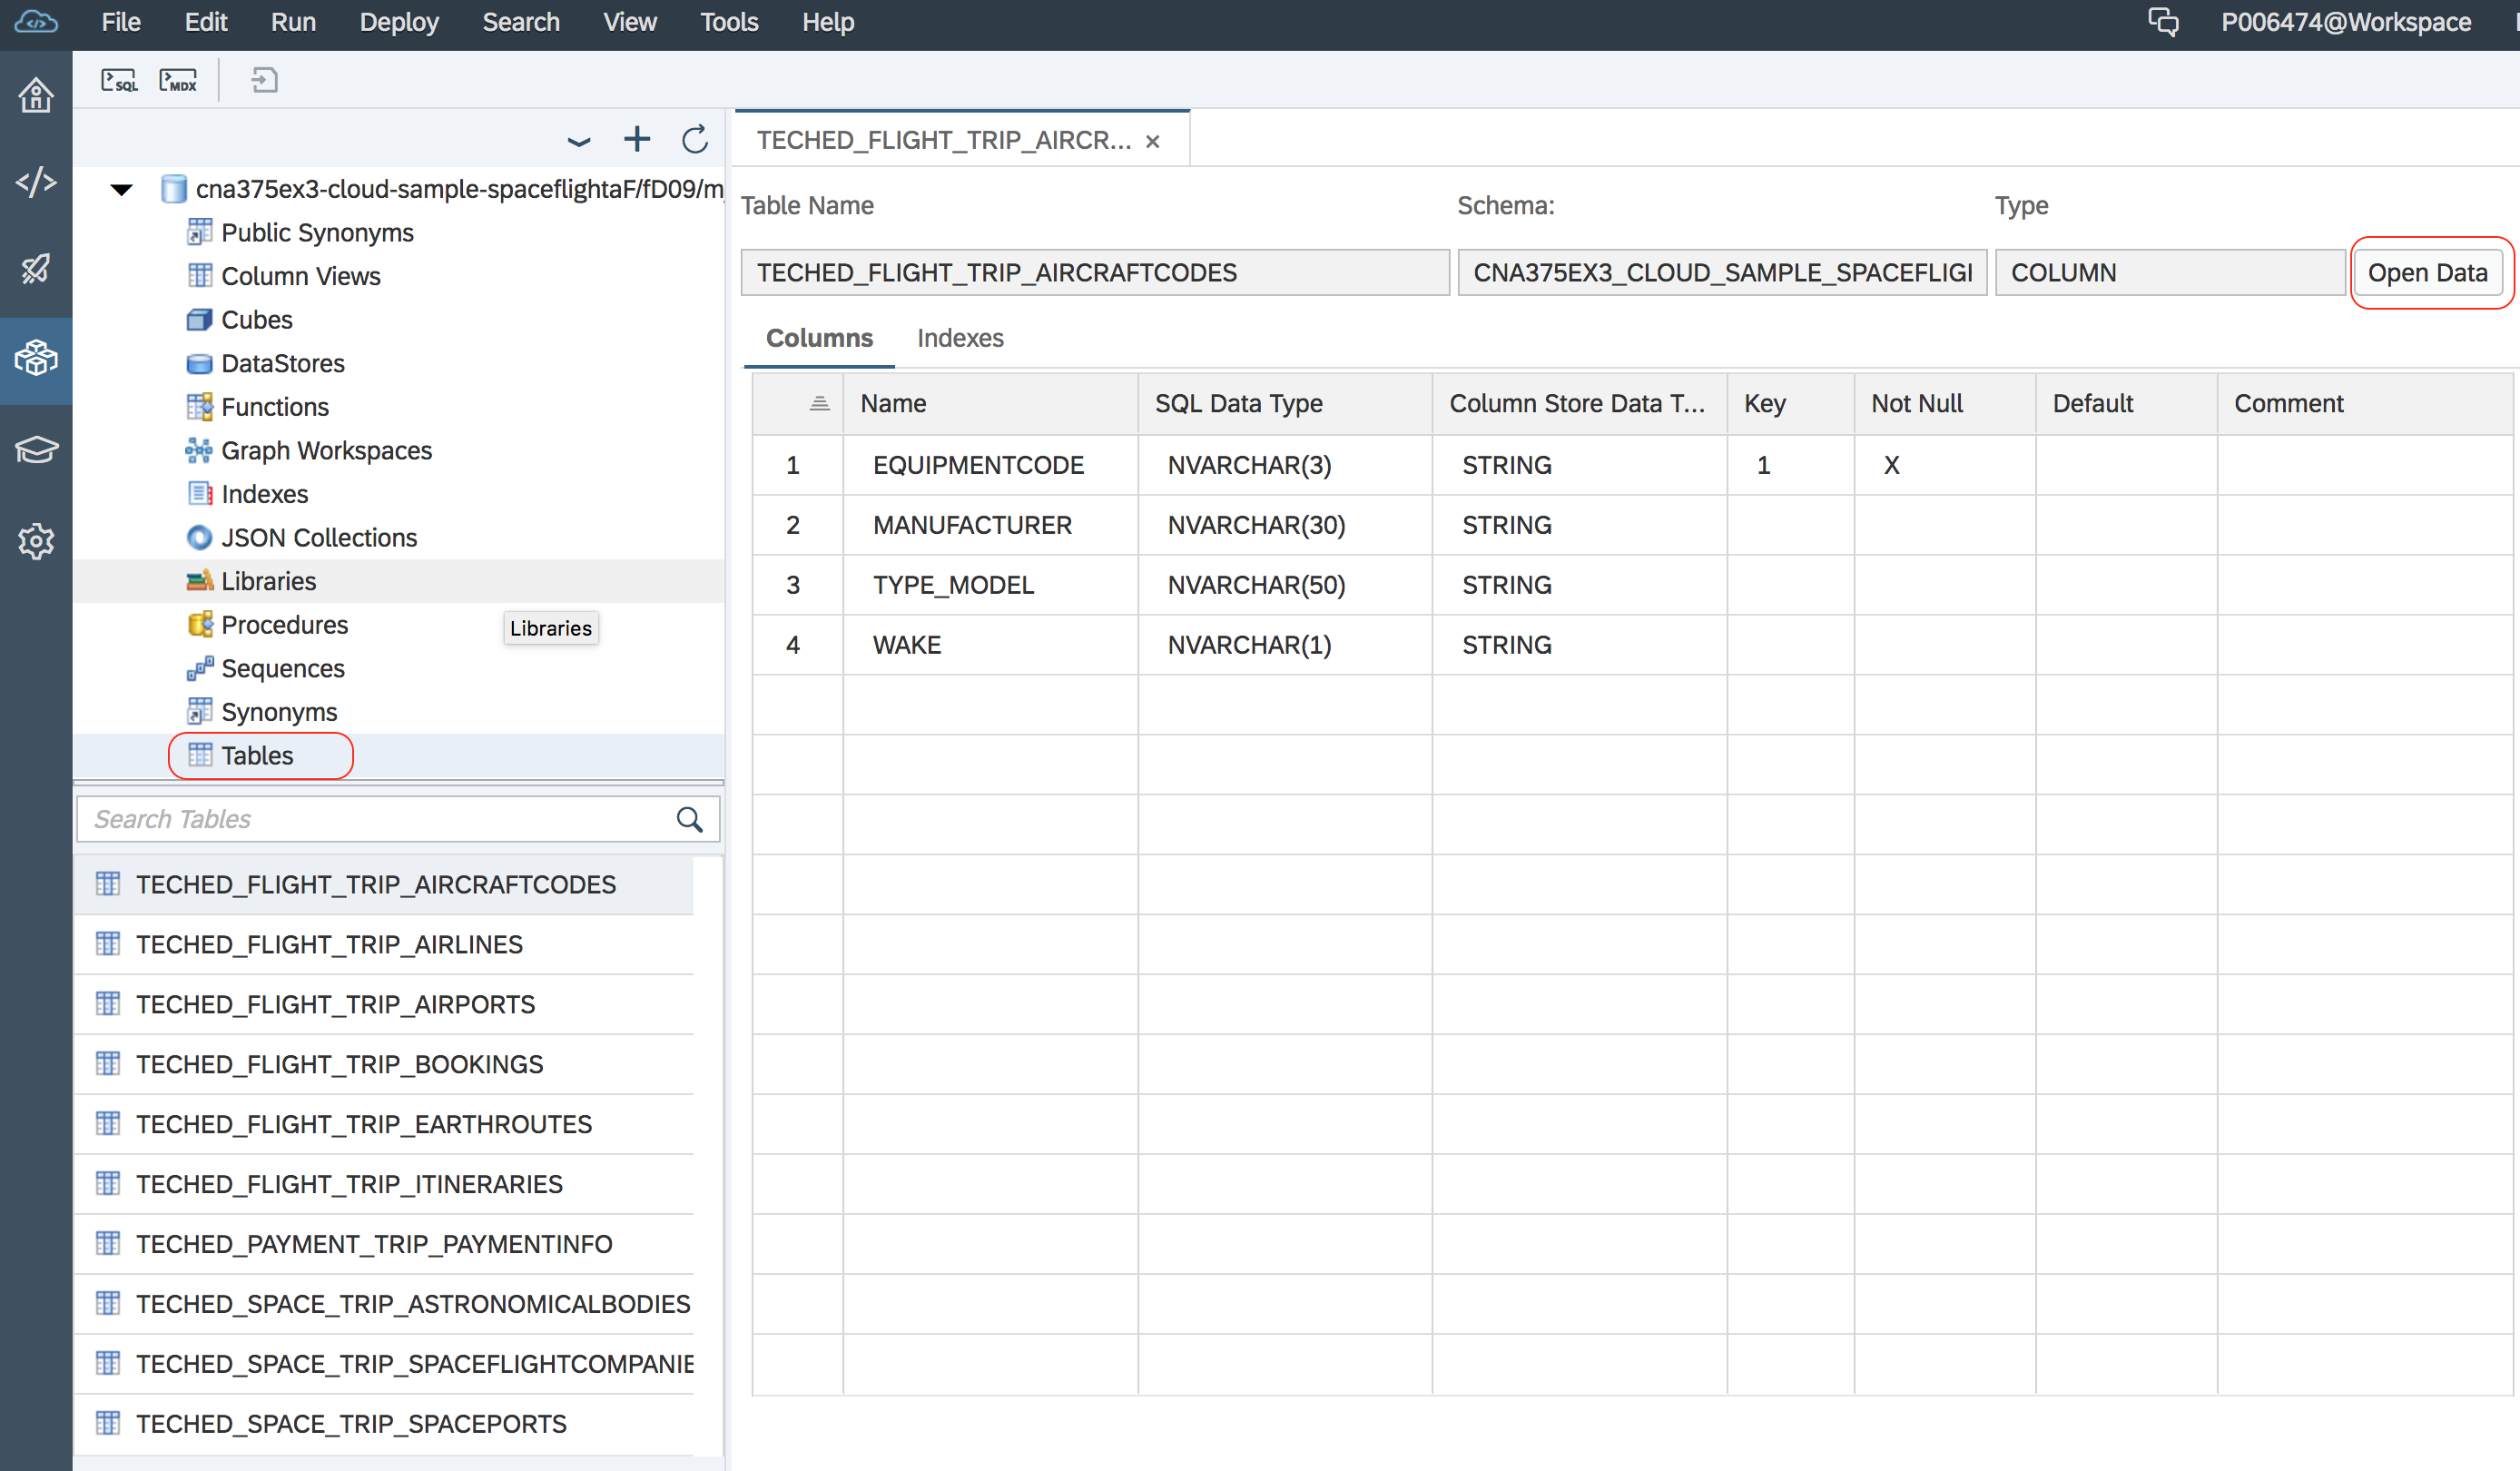 File Edit Run Deploy Search View Tools Help P006474@Workspace
SQL MDX
cna375ex3-cloud-sample-spaceflightaF/fD09/m
Public Synonyms
Column Views
Cubes
DataStores
Functions
Graph Workspaces
Indexes
JSON Collections
Libraries
Procedures
Libraries
Sequences
Synonyms
Tables
Search Tables
TECHED_FLIGHT_TRIP_AIRCRAFTCODES
TECHED_FLIGHT_TRIP_AIRLINES
TECHED_FLIGHT_TRIP_AIRPORTS
TECHED_FLIGHT_TRIP_BOOKINGS
TECHED_FLIGHT_TRIP_EARTHROUTES
TECHED_FLIGHT_TRIP_ITINERARIES
TECHED_PAYMENT_TRIP_PAYMENTINFO
TECHED_SPACE_TRIP_ASTRONOMICALBODIES
TECHED_SPACE_TRIP_SPACEFLIGHTCOMPANIE
TECHED_SPACE_TRIP_SPACEPORTS
TECHED_FLIGHT_TRIP_AIRCR... ×
Table Name Schema: Type
TECHED_FLIGHT_TRIP_AIRCRAFTCODES CNA375EX3_CLOUD_SAMPLE_SPACEFLIGI COLUMN Open Data
Columns Indexes
Name SQL Data Type Column Store Data T... Key Not Null Default Comment
1 EQUIPMENTCODE NVARCHAR(3) STRING 1 X
2 MANUFACTURER NVARCHAR(30) STRING
3 TYPE_MODEL NVARCHAR(50) STRING
4 WAKE NVARCHAR(1) STRING